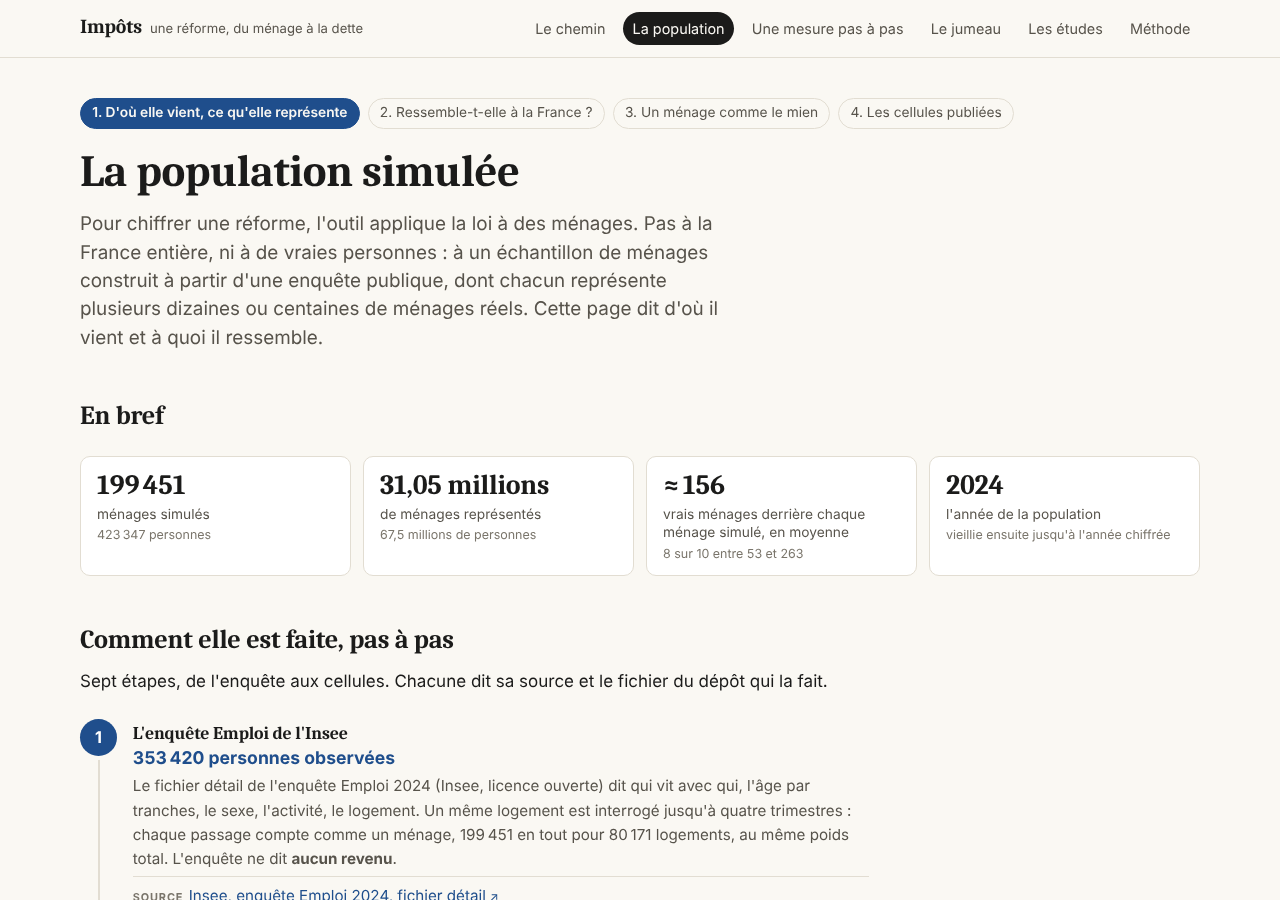 Impôts une réforme, du ménage à la dette
Le chemin
La population
Une mesure pas à pas
Le jumeau
Les études
Méthode
1. D'où elle vient, ce qu'elle représente
2. Ressemble-t-elle à la France ?
3. Un ménage comme le mien
4. Les cellules publiées
La population simulée
Pour chiffrer une réforme, l'outil applique la loi à des ménages. Pas à la
France entière, ni à de vraies personnes : à un échantillon de ménages
construit à partir d'une enquête publique, dont chacun représente
plusieurs dizaines ou centaines de ménages réels. Cette page dit d'où il
vient et à quoi il ressemble.
En bref
199 451
ménages simulés
423 347 personnes
31,05 millions
de ménages représentés
67,5 millions de personnes
≈ 156
vrais ménages derrière chaque
ménage simulé, en moyenne
8 sur 10 entre 53 et 263
2024
l'année de la population
vieillie ensuite jusqu'à l'année chiffrée
Comment elle est faite, pas à pas
Sept étapes, de l'enquête aux cellules. Chacune dit sa source et le fichier du dépôt qui la fait.
1
L'enquête Emploi de l'Insee
353 420 personnes observées
Le fichier détail de l'enquête Emploi 2024 (Insee, licence ouverte) dit qui vit avec qui, l'âge par
tranches, le sexe, l'activité, le logement. Un même logement est interrogé jusqu'à quatre trimestres :
chaque passage compte comme un ménage, 199 451 en tout pour 80 171 logements, au même poids
total. L'enquête ne dit aucun revenu.
SOURCE Insee, enquête Emploi 2024, fichier détail ↗